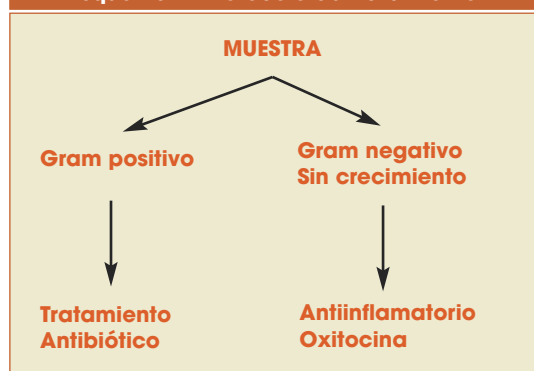 MUESTRA
Gram positivo
Gram negativo
Sin crecimiento
Tratamiento
Antibiótico
Antiinflamatorio
Oxitocina